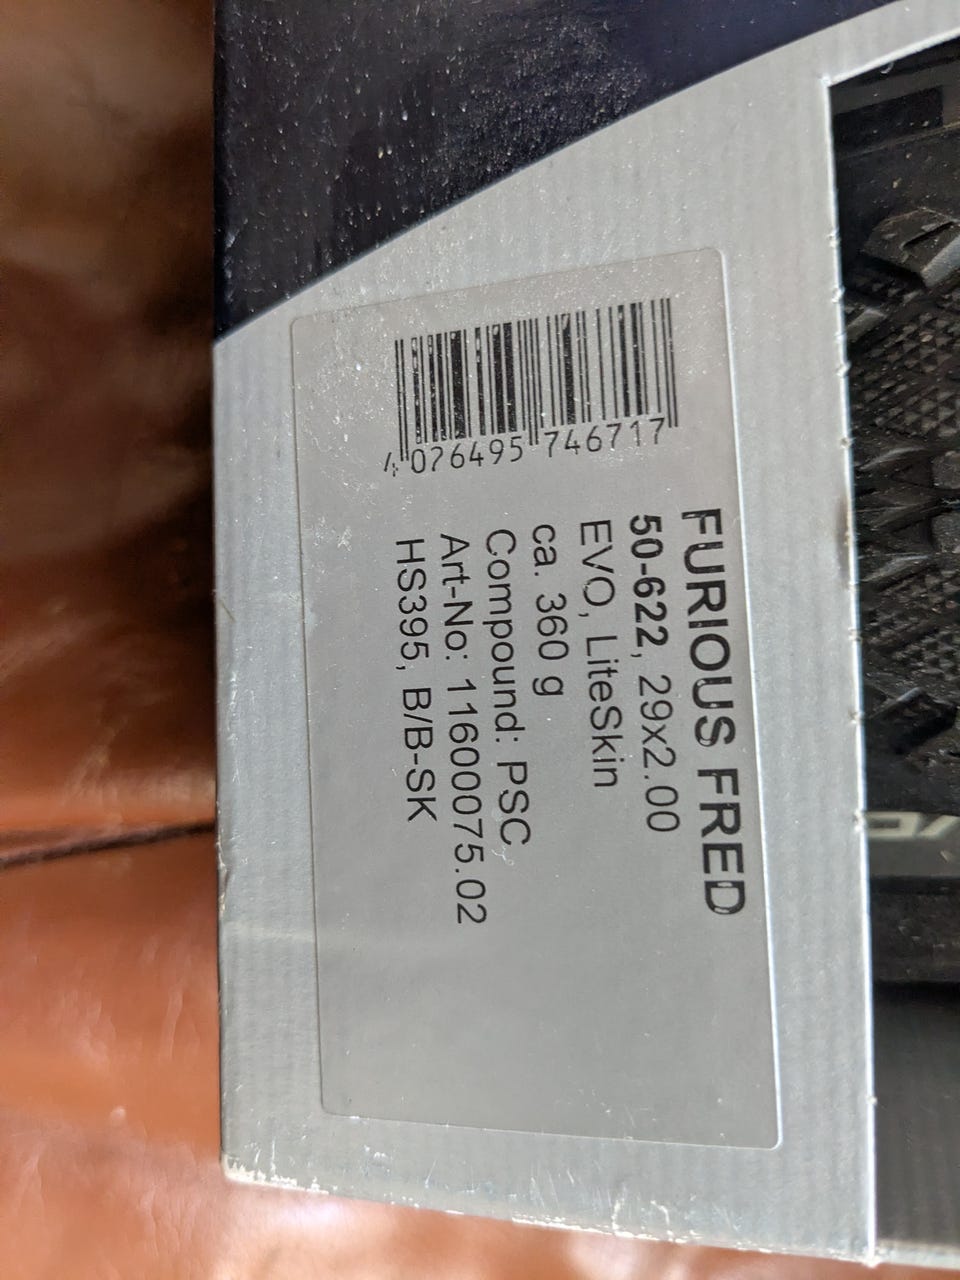 FURIOUS FRED
50-622, 29x2.00
EVO, LiteSkin
ca. 360 g
Compound: PSC
Art-No: 11600075.02
HS395, B/B-SK
4 026495 746717